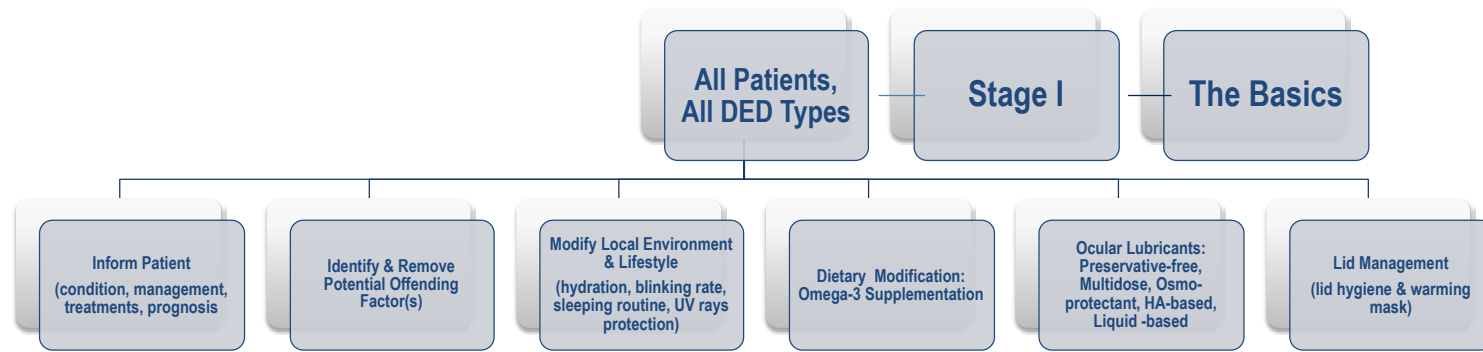 All Patients,
All DED Types
Stage I
The Basics
Inform Patient
(condition, management,
treatments, prognosis
Identify & Remove
Potential Offending
Factor(s)
Modify Local Environment
& Lifestyle
(hydration, blinking rate,
sleeping routine, UV rays
protection)
Dietary Modification:
Omega-3 Supplementation
Ocular Lubricants:
Preservative-free,
Multidose, Osmo-
protectant, HA-based,
Liquid -based
Lid Management
(lid hygiene & warming
mask)